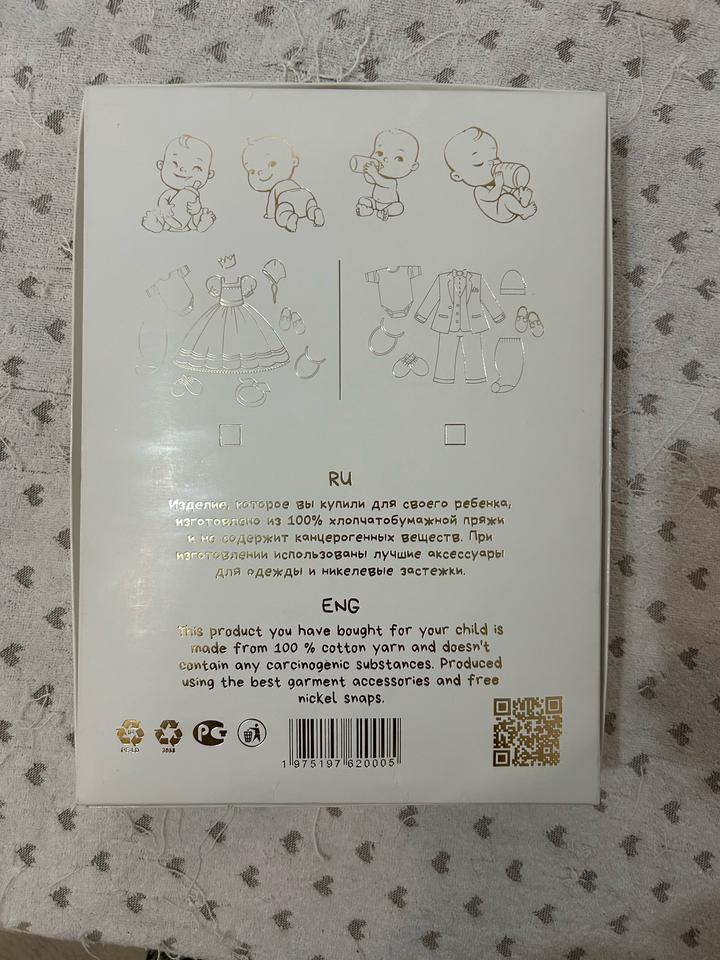 RU
Изделие, которое вы купили для своего ребенка,
изготовлено из 100% хлопчатобумажной пряжи
и не содержит канцерогенных веществ. При
изготовлении использованы лучшие аксессуары
для одежды и никелевые застежки.
ENG
This product you have bought for your child is
made from 100 % cotton yarn and doesn't
contain any carcinogenic substances. Produced
using the best garment accessories and free
nickel snaps.
РС
1 975197 620005